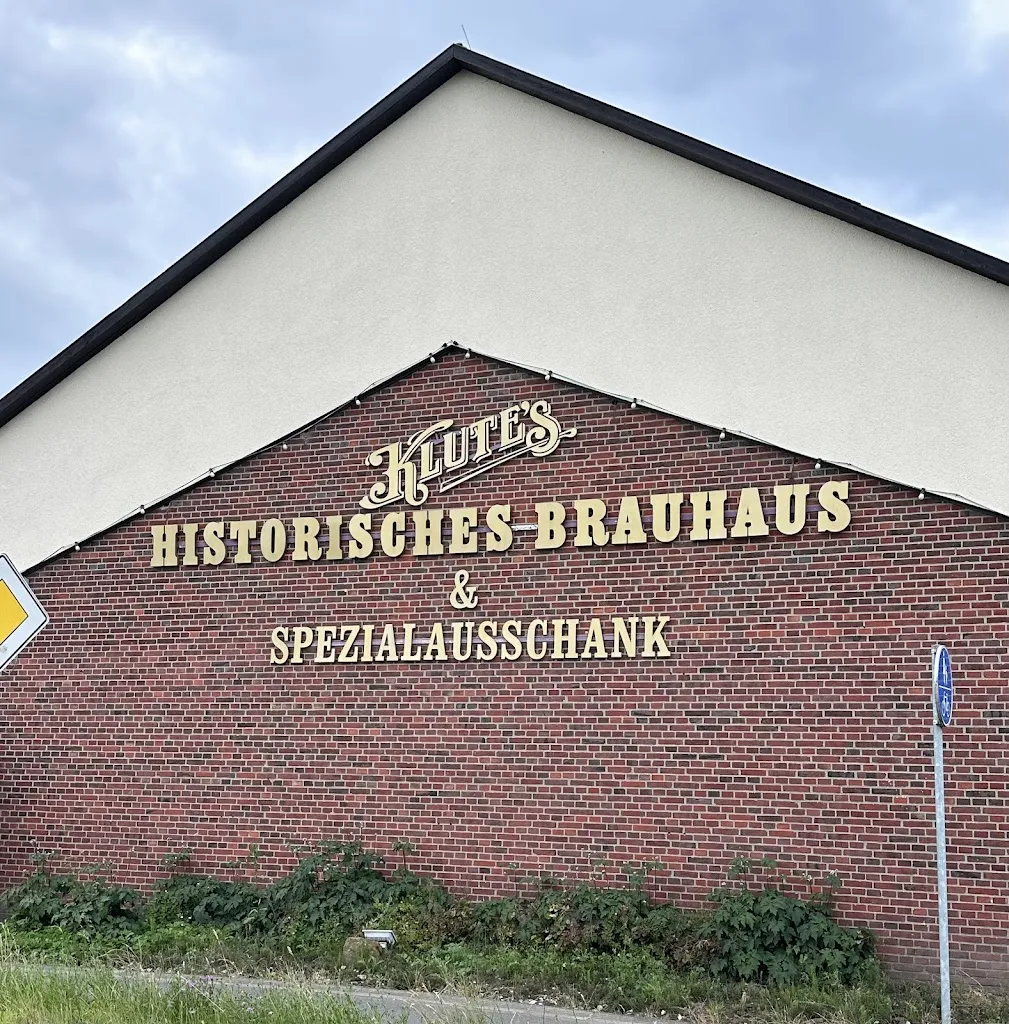 KLUTE'S
HISTORISCHES BRAUHAUS
&
SPEZIALAUSSCHANK